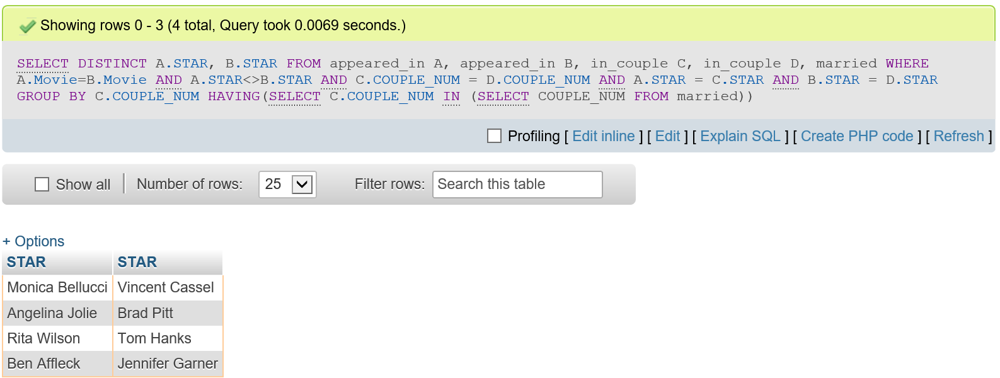 Showing rows 0 - 3 (4 total, Query took 0.0069 seconds.)
SELECT DISTINCT A.STAR, B.STAR FROM appeared_in A, appeared_in B, in_couple C, in_couple D, married WHERE
A.Movie=B.Movie AND A.STAR<>B.STAR AND C.COUPLE_NUM = D.COUPLE_NUM AND A.STAR = C.STAR AND B.STAR = D.STAR
GROUP BY C.COUPLE_NUM HAVING(SELECT C.COUPLE_NUM IN (SELECT COUPLE_NUM FROM married))
Profiling [ Edit inline ] [ Edit ] [ Explain SQL ] [ Create PHP code ] [ Refresh ]
Show all Number of rows: 25 Filter rows: Search this table
+ Options
STAR STAR
Monica Bellucci Vincent Cassel
Angelina Jolie Brad Pitt
Rita Wilson Tom Hanks
Ben Affleck Jennifer Garner